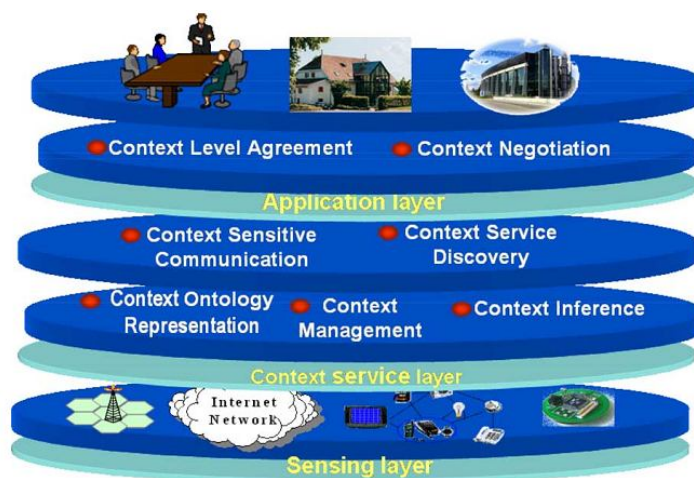 Context Level Agreement
Context Negotiation
Application layer
Context Sensitive
Communication
Context Service
Discovery
Context Ontology
Representation
Context
Management
Context Inference
Context service layer
Internet
Network
Sensing layer